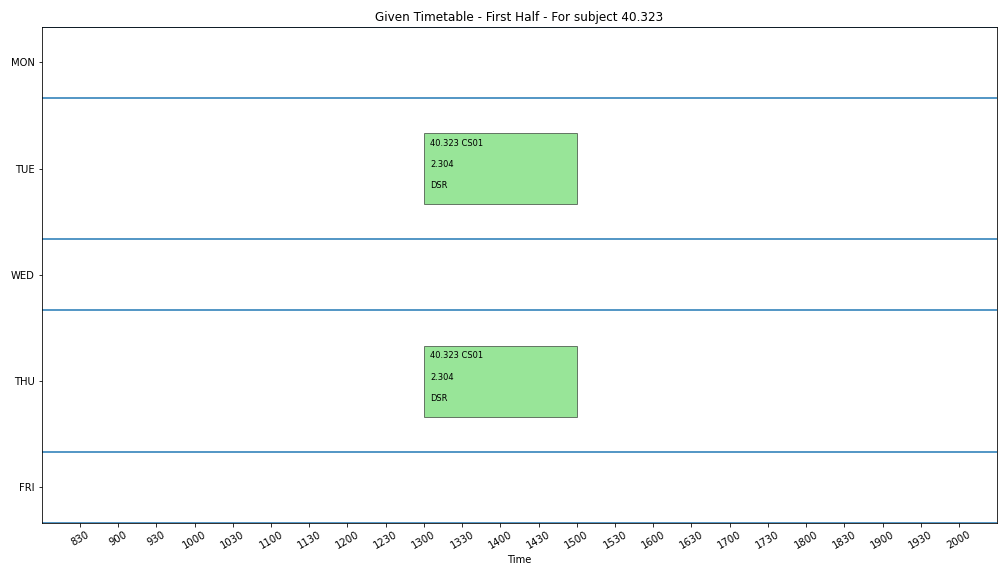 Given Timetable - First Half - For subject 40.323
MON
TUE
40.323 CS01
2.304
DSR
WED
THU
40.323 CS01
2.304
DSR
FRI
830 900 930 1000 1030 1100 1130 1200 1230 1300 1330 1400 1430 1500 1530 1600 1630 1700 1730 1800 1830 1900 1930 2000
Time